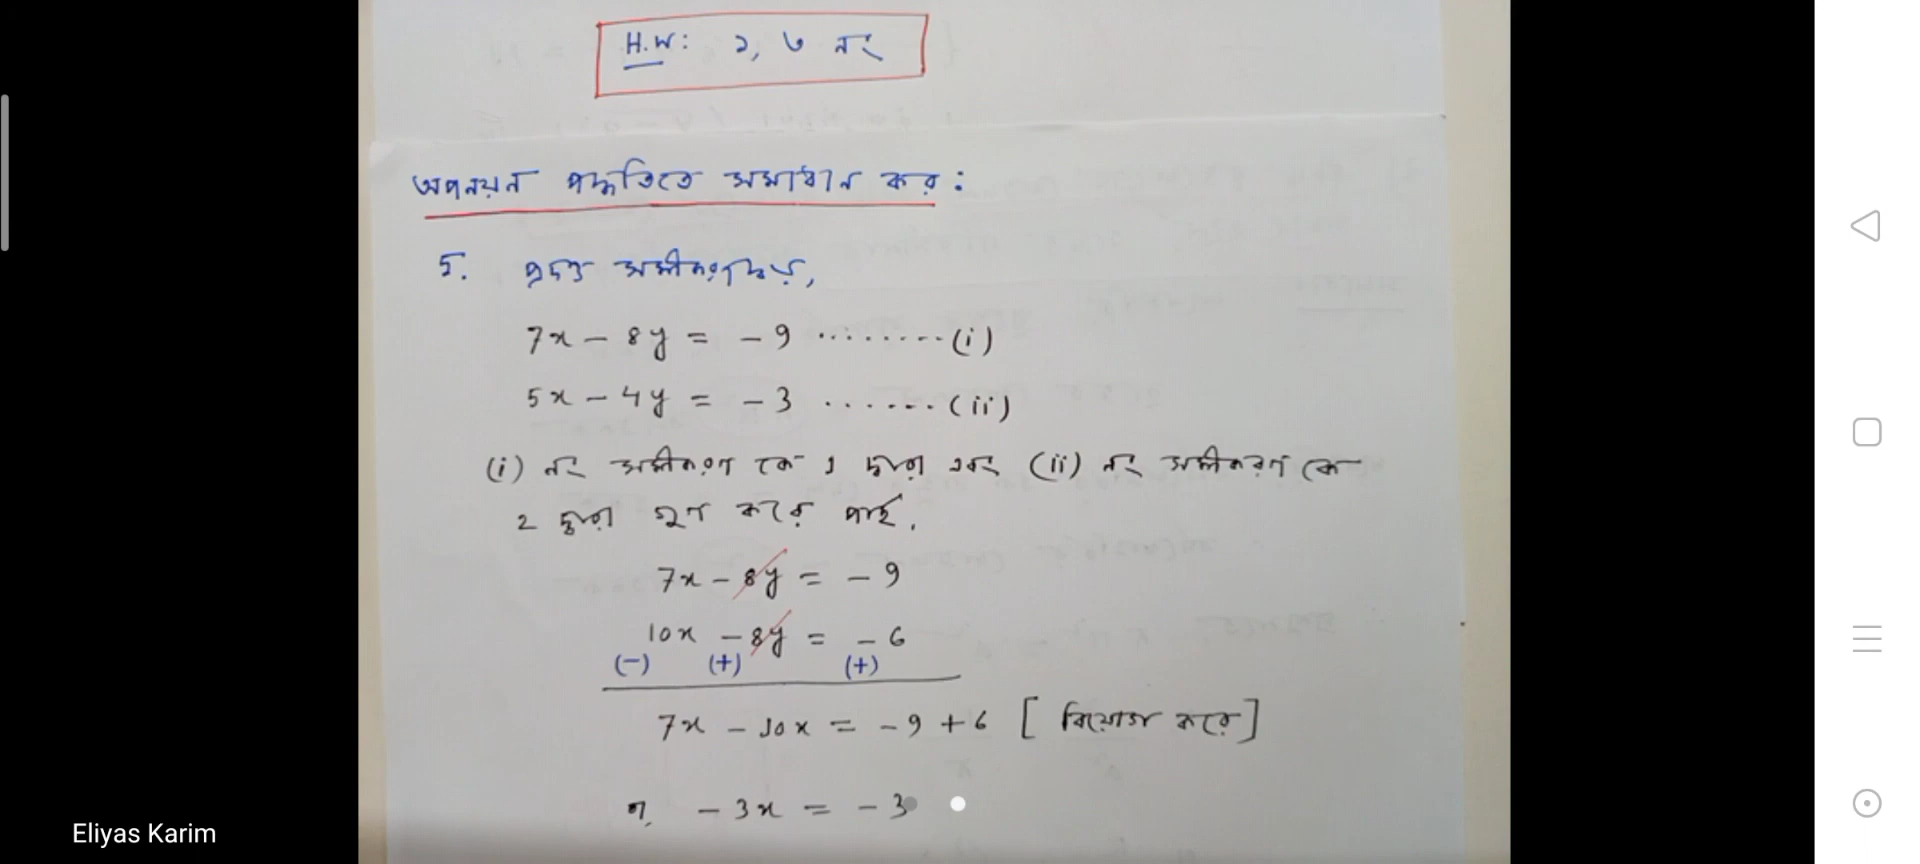 H.W: ১, ৬ নং
অপনয়ন পদ্ধতিতে সমাধান কর:
5. প্রদত্ত সমীকরণদ্বয়,
7x - 8y = - 9 ......... (i)
5x - 4y = - 3 ....... (ii)
(i) নং সমীকরণ কে 1 দ্বারা এবং (ii) নং সমীকরণ কে
2 দ্বারা গুণ করে পাই,
7x - 8y = - 9
10x - 8y = - 6
(-) (+) (+)
7x - 10x = - 9 + 6 [বিয়োগ করে]
বা, - 3x = - 3
Eliyas Karim